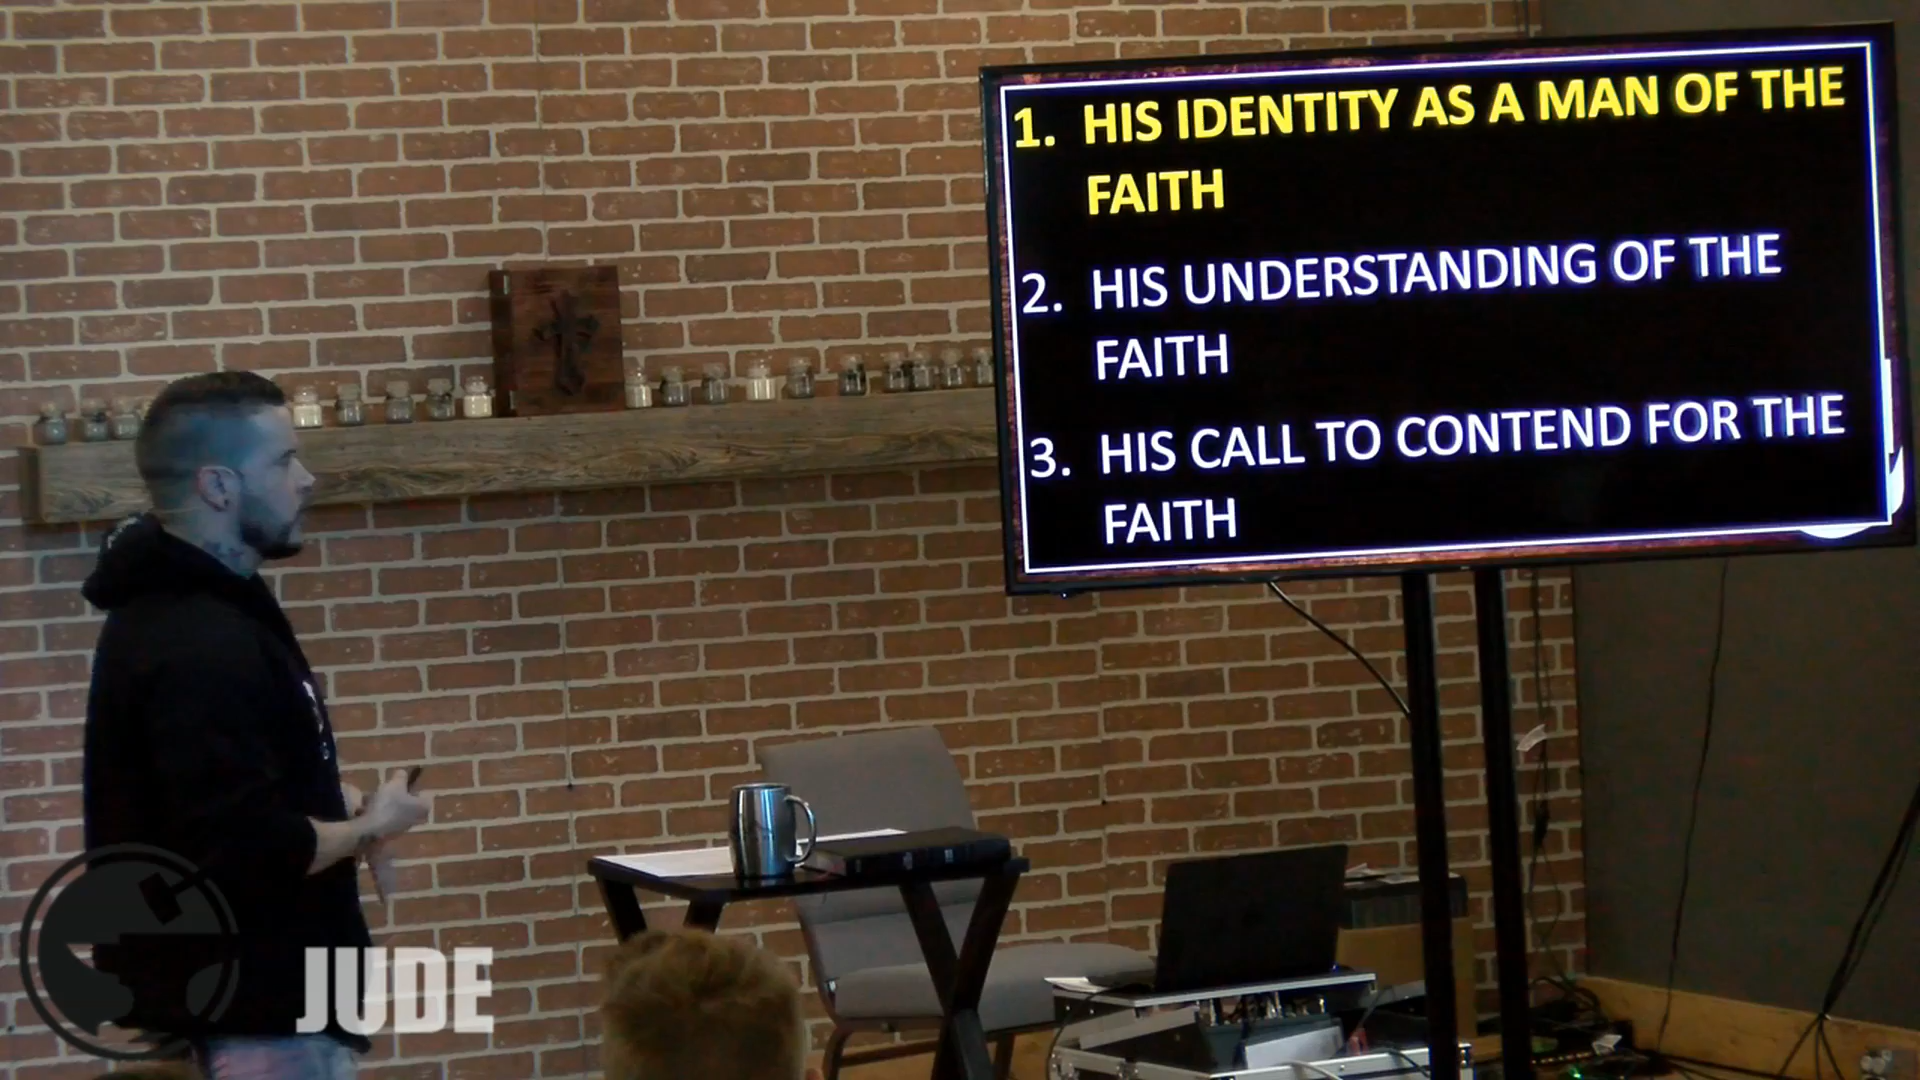 1. HIS IDENTITY AS A MAN OF THE
FAITH
2. HIS UNDERSTANDING OF THE
FAITH
3. HIS CALL TO CONTEND FOR THE
FAITH
JUDE